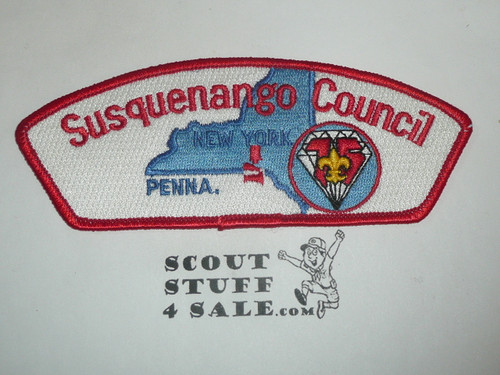 Susquenango Council
NEW YORK
75
PENNA.
SCOUT
STUFF
4 SALE.COM